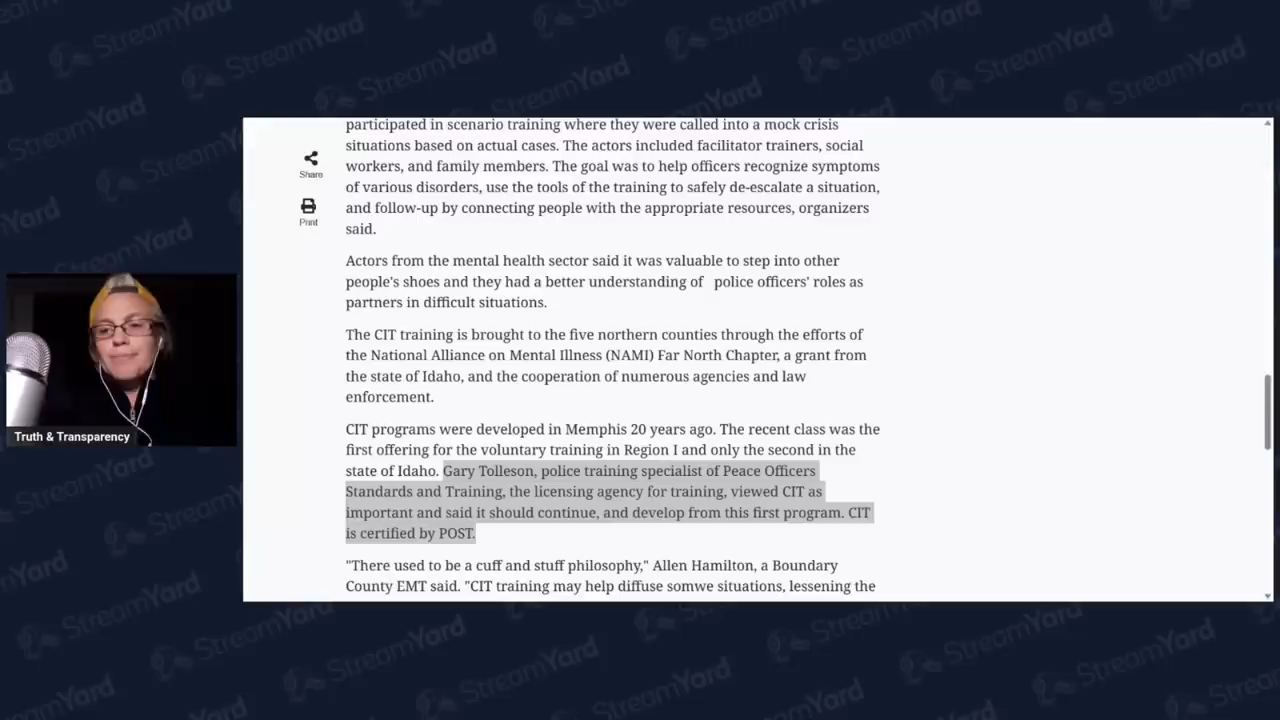 participated in scenario training where they were called into a mock crisis
situations based on actual cases. The actors included facilitator trainers, social
workers, and family members. The goal was to help officers recognize symptoms
of various disorders, use the tools of the training to safely de-escalate a situation,
and follow-up by connecting people with the appropriate resources, organizers
said.
Share
Print
Actors from the mental health sector said it was valuable to step into other
people's shoes and they had a better understanding of police officers' roles as
partners in difficult situations.
The CIT training is brought to the five northern counties through the efforts of
the National Alliance on Mental Illness (NAMI) Far North Chapter, a grant from
the state of Idaho, and the cooperation of numerous agencies and law
enforcement.
CIT programs were developed in Memphis 20 years ago. The recent class was the
first offering for the voluntary training in Region I and only the second in the
state of Idaho. Gary Tolleson, police training specialist of Peace Officers
Standards and Training, the licensing agency for training, viewed CIT as
important and said it should continue, and develop from this first program. CIT
is certified by POST.
"There used to be a cuff and stuff philosophy," Allen Hamilton, a Boundary
County EMT said. "CIT training may help diffuse somwe situations, lessening the
Truth & Transparency
StreamYard
StreamYard
StreamYard
StreamYard
StreamYard
StreamYard
StreamYard
StreamYard
StreamYard
StreamYard